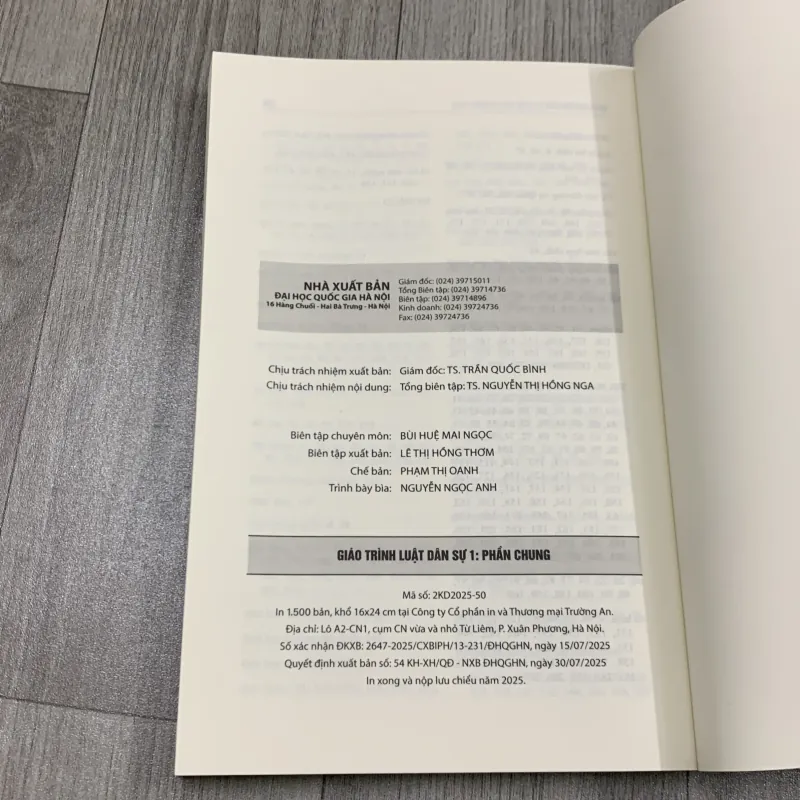 NHÀ XUẤT BẢN
ĐẠI HỌC QUỐC GIA HÀ NỘI
16 Hàng Chuối - Hai Bà Trưng - Hà Nội
Giám đốc: (024) 39715011
Tổng Biên tập: (024) 39714736
Biên tập: (024) 39714896
Kinh doanh: (024) 39724736
Fax: (024) 39724736
Chịu trách nhiệm xuất bản: Giám đốc: TS. TRẦN QUỐC BÌNH
Chịu trách nhiệm nội dung: Tổng biên tập: TS. NGUYỄN THỊ HỒNG NGA
Biên tập chuyên môn: BÙI HUỆ MAI NGỌC
Biên tập xuất bản: LÊ THỊ HỒNG THƠM
Chế bản: PHẠM THỊ OANH
Trình bày bìa: NGUYỄN NGỌC ANH
GIÁO TRÌNH LUẬT DÂN SỰ 1: PHẦN CHUNG
Mã số: 2KD2025-50
In 1.500 bản, khổ 16x24 cm tại Công ty Cổ phần in và Thương mại Trường An.
Địa chỉ: Lô A2-CN1, cụm CN vừa và nhỏ Từ Liêm, P. Xuân Phương, Hà Nội.
Số xác nhận ĐKXB: 2647-2025/CXBIPH/13-231/ĐHQGHN, ngày 15/07/2025
Quyết định xuất bản số: 54 KH-XH/QĐ - NXB ĐHQGHN, ngày 30/07/2025
In xong và nộp lưu chiểu năm 2025.